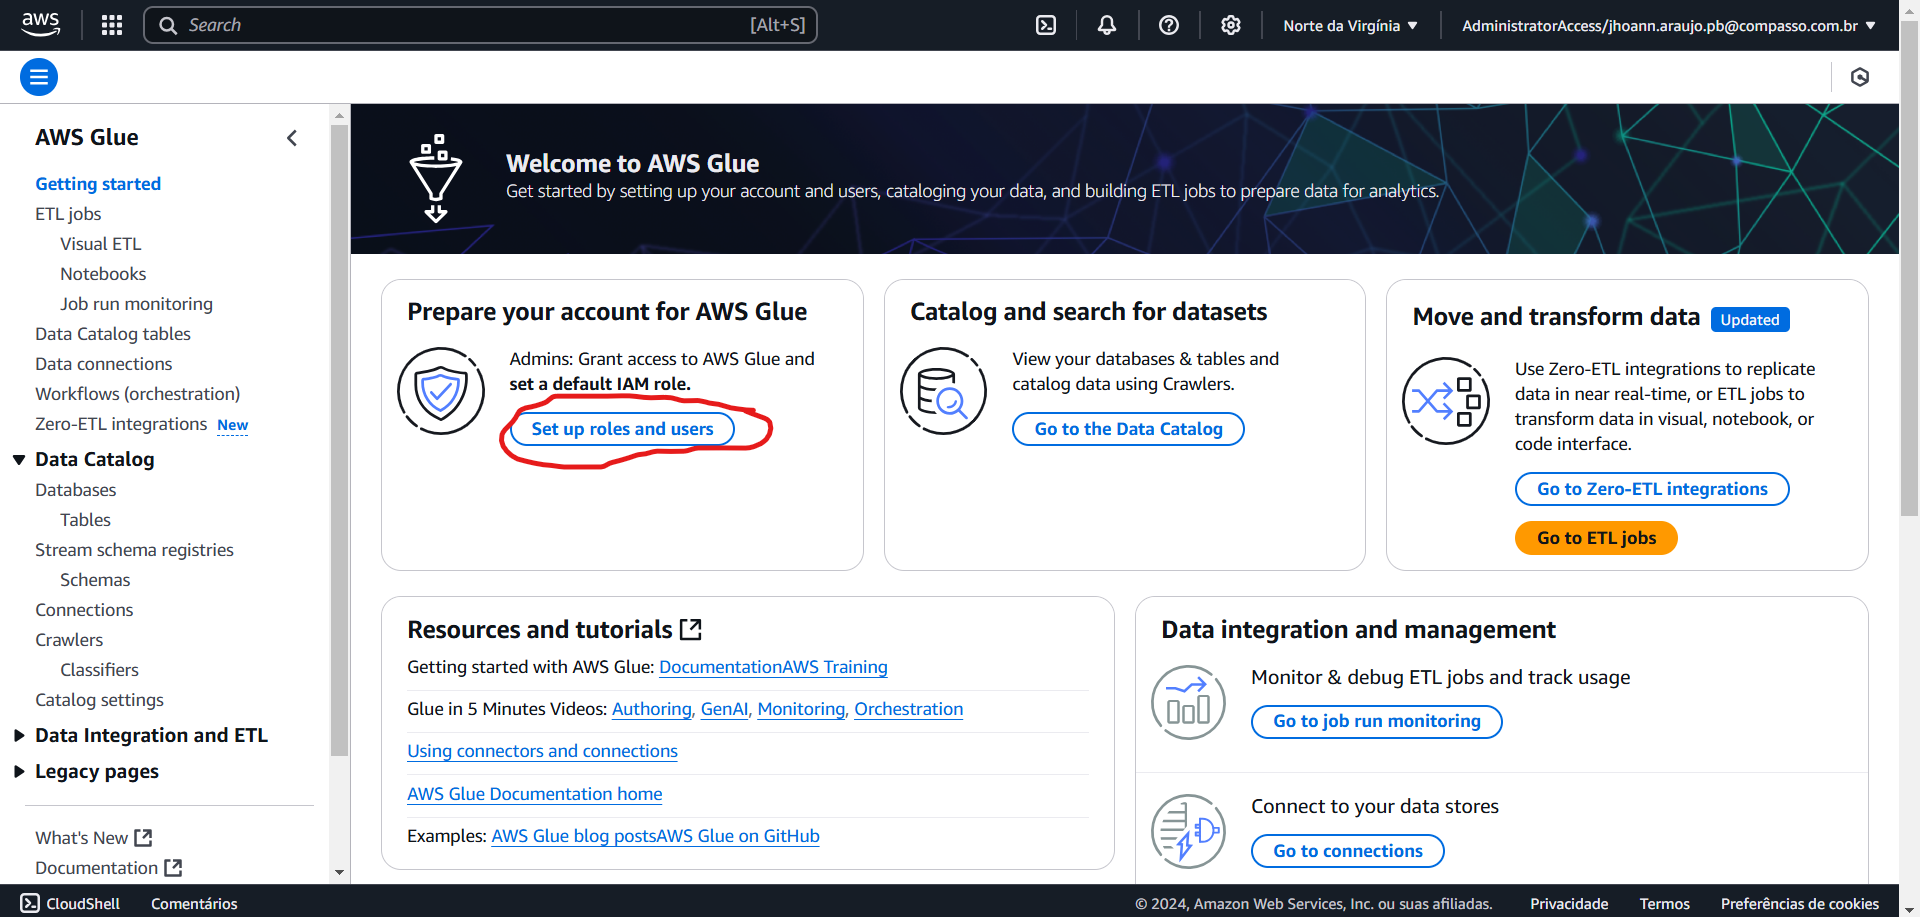 aws
Search
[Alt+S]
Norte da Virgínia
AdministratorAccess/jhoann.araujo.pb@compasso.com.br
AWS Glue
Getting started
ETL jobs
Visual ETL
Notebooks
Job run monitoring
Data Catalog tables
Data connections
Workflows (orchestration)
Zero-ETL integrations New
Data Catalog
Databases
Tables
Stream schema registries
Schemas
Connections
Crawlers
Classifiers
Catalog settings
Data Integration and ETL
Legacy pages
What's New
Documentation
Welcome to AWS Glue
Get started by setting up your account and users, cataloging your data, and building ETL jobs to prepare data for analytics.
Prepare your account for AWS Glue
Admins: Grant access to AWS Glue and
set a default IAM role.
Set up roles and users
Catalog and search for datasets
View your databases & tables and
catalog data using Crawlers.
Go to the Data Catalog
Move and transform data Updated
Use Zero-ETL integrations to replicate
data in near real-time, or ETL jobs to
transform data in visual, notebook, or
code interface.
Go to Zero-ETL integrations
Go to ETL jobs
Resources and tutorials
Getting started with AWS Glue: DocumentationAWS Training
Glue in 5 Minutes Videos: Authoring, GenAI, Monitoring, Orchestration
Using connectors and connections
AWS Glue Documentation home
Examples: AWS Glue blog postsAWS Glue on GitHub
Data integration and management
Monitor & debug ETL jobs and track usage
Go to job run monitoring
Connect to your data stores
Go to connections
CloudShell
Comentários
© 2024, Amazon Web Services, Inc. ou suas afiliadas.
Privacidade
Termos
Preferências de cookies